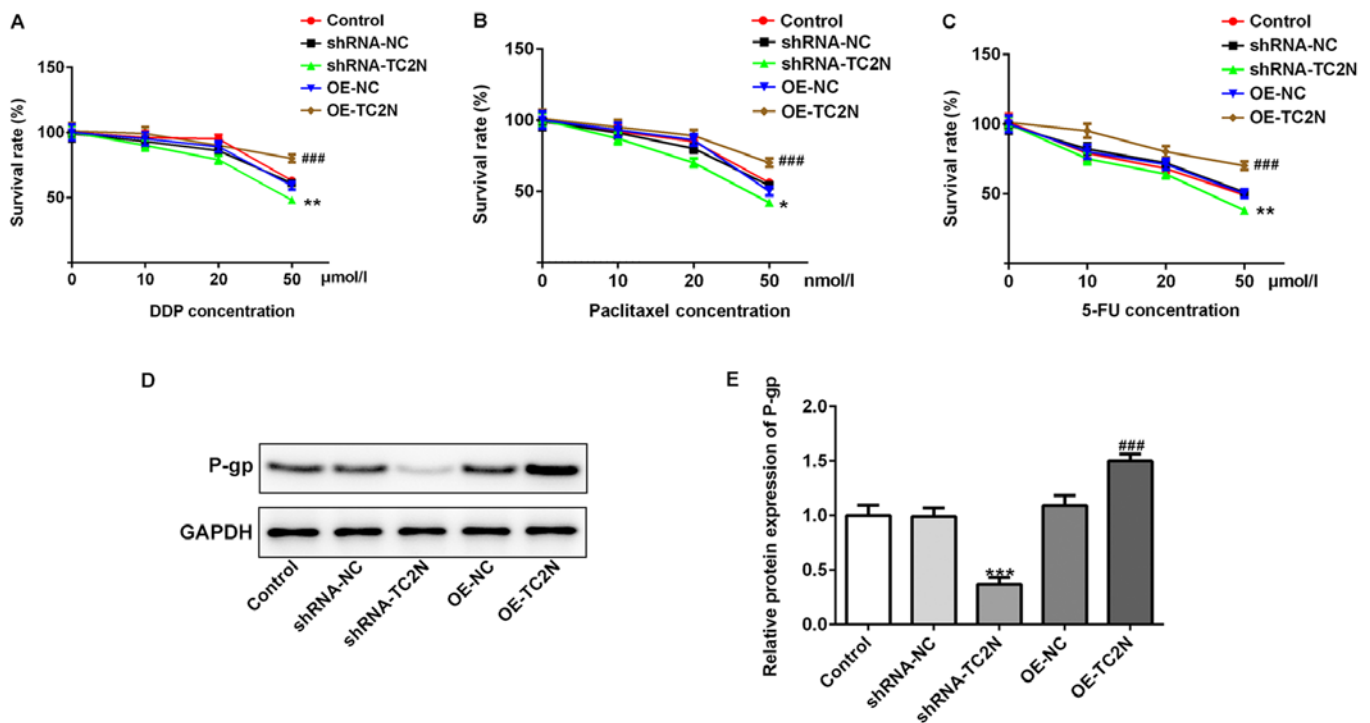 A
Control
shRNA-NC
shRNA-TC2N
OE-NC
OE-TC2N
Survival rate (%)
150
100
50
###
**
0 10 20 50 μmol/l
DDP concentration
B
Control
shRNA-NC
shRNA-TC2N
OE-NC
OE-TC2N
Survival rate (%)
150
100
50
###
*
0 10 20 50 nmol/l
Paclitaxel concentration
C
Control
shRNA-NC
shRNA-TC2N
OE-NC
OE-TC2N
Survival rate (%)
150
100
50
###
**
0 10 20 50 μmol/l
5-FU concentration
D
P-gp
GAPDH
Control
shRNA-NC
shRNA-TC2N
OE-NC
OE-TC2N
E
Relative protein expression of P-gp
2.0
1.5
1.0
0.5
0.0
***
###
Control
shRNA-NC
shRNA-TC2N
OE-NC
OE-TC2N